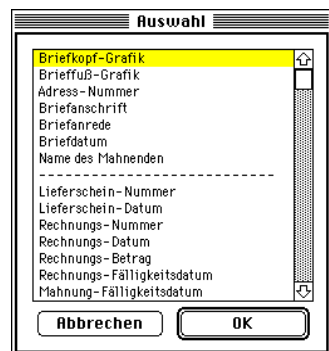 Auswahl
Briefkopf-Grafik
Brieffuß-Grafik
Adress-Nummer
Briefanschrift
Briefanrede
Briefdatum
Name des Mahnenden
---------------------------
Lieferschein-Nummer
Lieferschein-Datum
Rechnungs-Nummer
Rechnungs-Datum
Rechnungs-Betrag
Rechnungs-Fälligkeitsdatum
Mahnung-Fälligkeitsdatum
Abbrechen OK